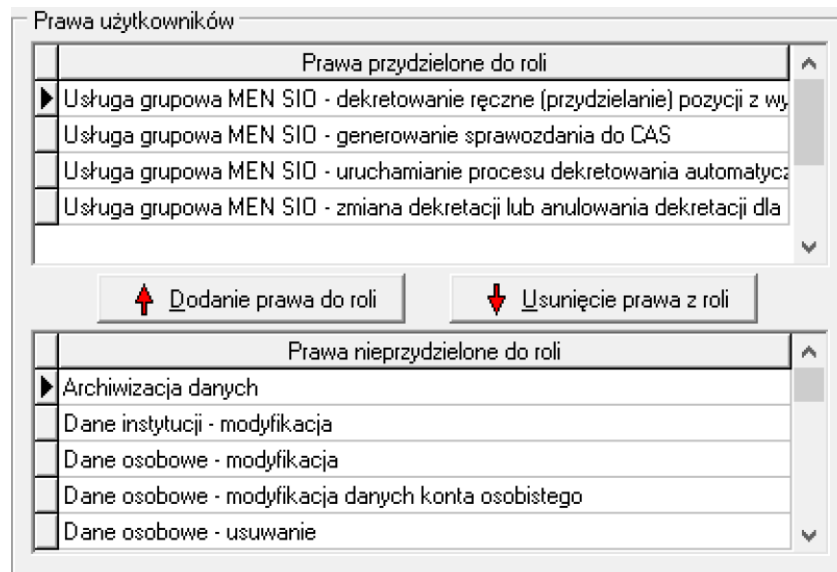 Prawa użytkowników
Prawa przydzielone do roli
Usługa grupowa MEN SIO - dekretowanie ręczne (przydzielanie) pozycji z wy
Usługa grupowa MEN SIO - generowanie sprawozdania do CAS
Usługa grupowa MEN SIO - uruchamianie procesu dekretowania automatycz
Usługa grupowa MEN SIO - zmiana dekretacji lub anulowania dekretacji dla
Dodanie prawa do roli
Usunięcie prawa z roli
Prawa nieprzydzielone do roli
Archiwizacja danych
Dane instytucji - modyfikacja
Dane osobowe - modyfikacja
Dane osobowe - modyfikacja danych konta osobistego
Dane osobowe - usuwanie